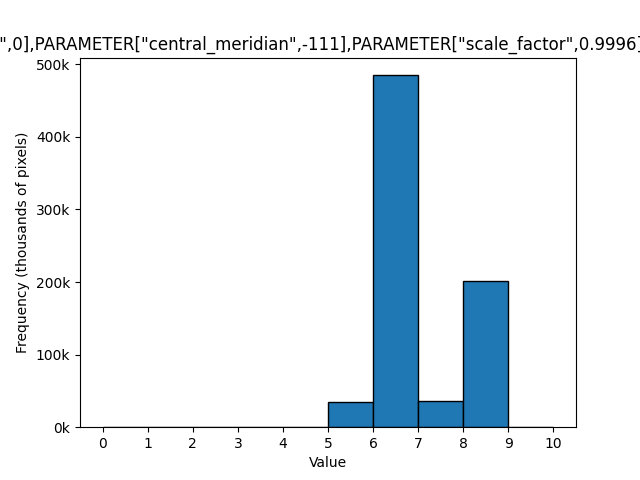 ",0],PARAMETER["central_meridian",-111],PARAMETER["scale_factor",0.9996]
500k
400k
300k
200k
100k
0k
Frequency (thousands of pixels)
0 1 2 3 4 5 6 7 8 9 10
Value